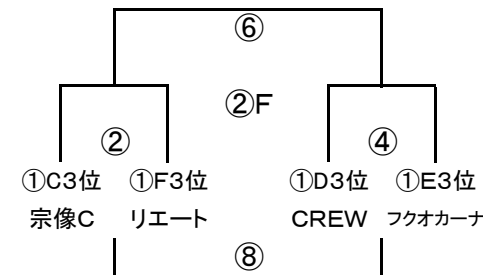 ⑥
②F
② ④
①C3位 ①F3位 ①D3位 ①E3位
宗像C リエート CREW フクオカーナ
⑧